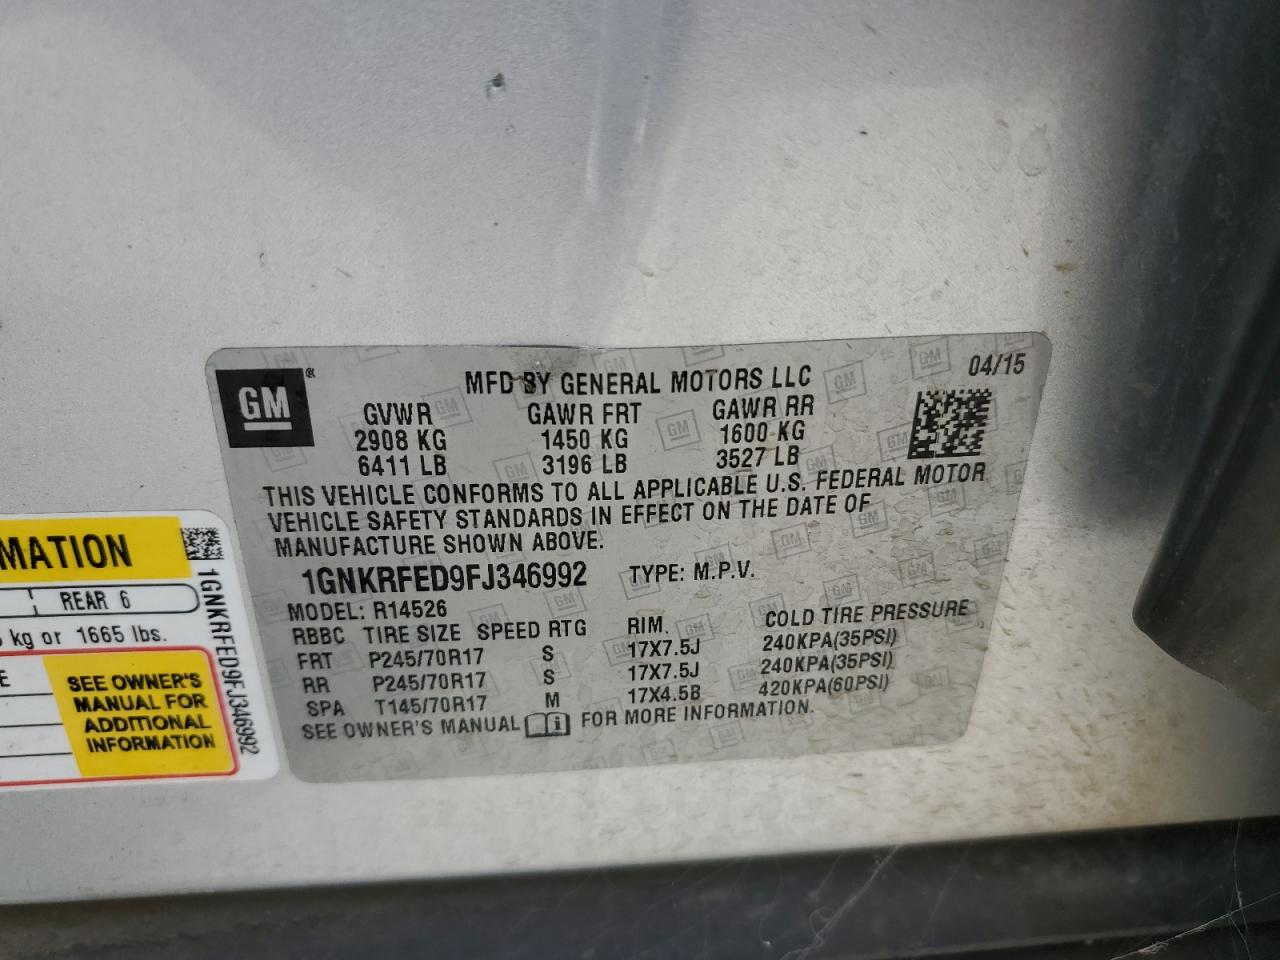 MFD BY GENERAL MOTORS LLC
04/15
GM
®
GVWR GAWR FRT GAWR RR
2908 KG 1450 KG 1600 KG
6411 LB 3196 LB 3527 LB
THIS VEHICLE CONFORMS TO ALL APPLICABLE U.S. FEDERAL MOTOR
VEHICLE SAFETY STANDARDS IN EFFECT ON THE DATE OF
MANUFACTURE SHOWN ABOVE.
1GNKRFED9FJ346992 TYPE: M.P.V.
MODEL: R14526
RBBC TIRE SIZE SPEED RTG RIM. COLD TIRE PRESSURE
FRT P245/70R17 S 17X7.5J 240KPA(35PSI)
RR P245/70R17 S 17X7.5J 240KPA(35PSI)
SPA T145/70R17 M 17X4.5B 420KPA(60PSI)
SEE OWNER'S MANUAL i FOR MORE INFORMATION.
MATION
REAR 6
kg or 1665 lbs.
E
SEE OWNER'S
MANUAL FOR
ADDITIONAL
INFORMATION
1GNKRFED9FJ346992